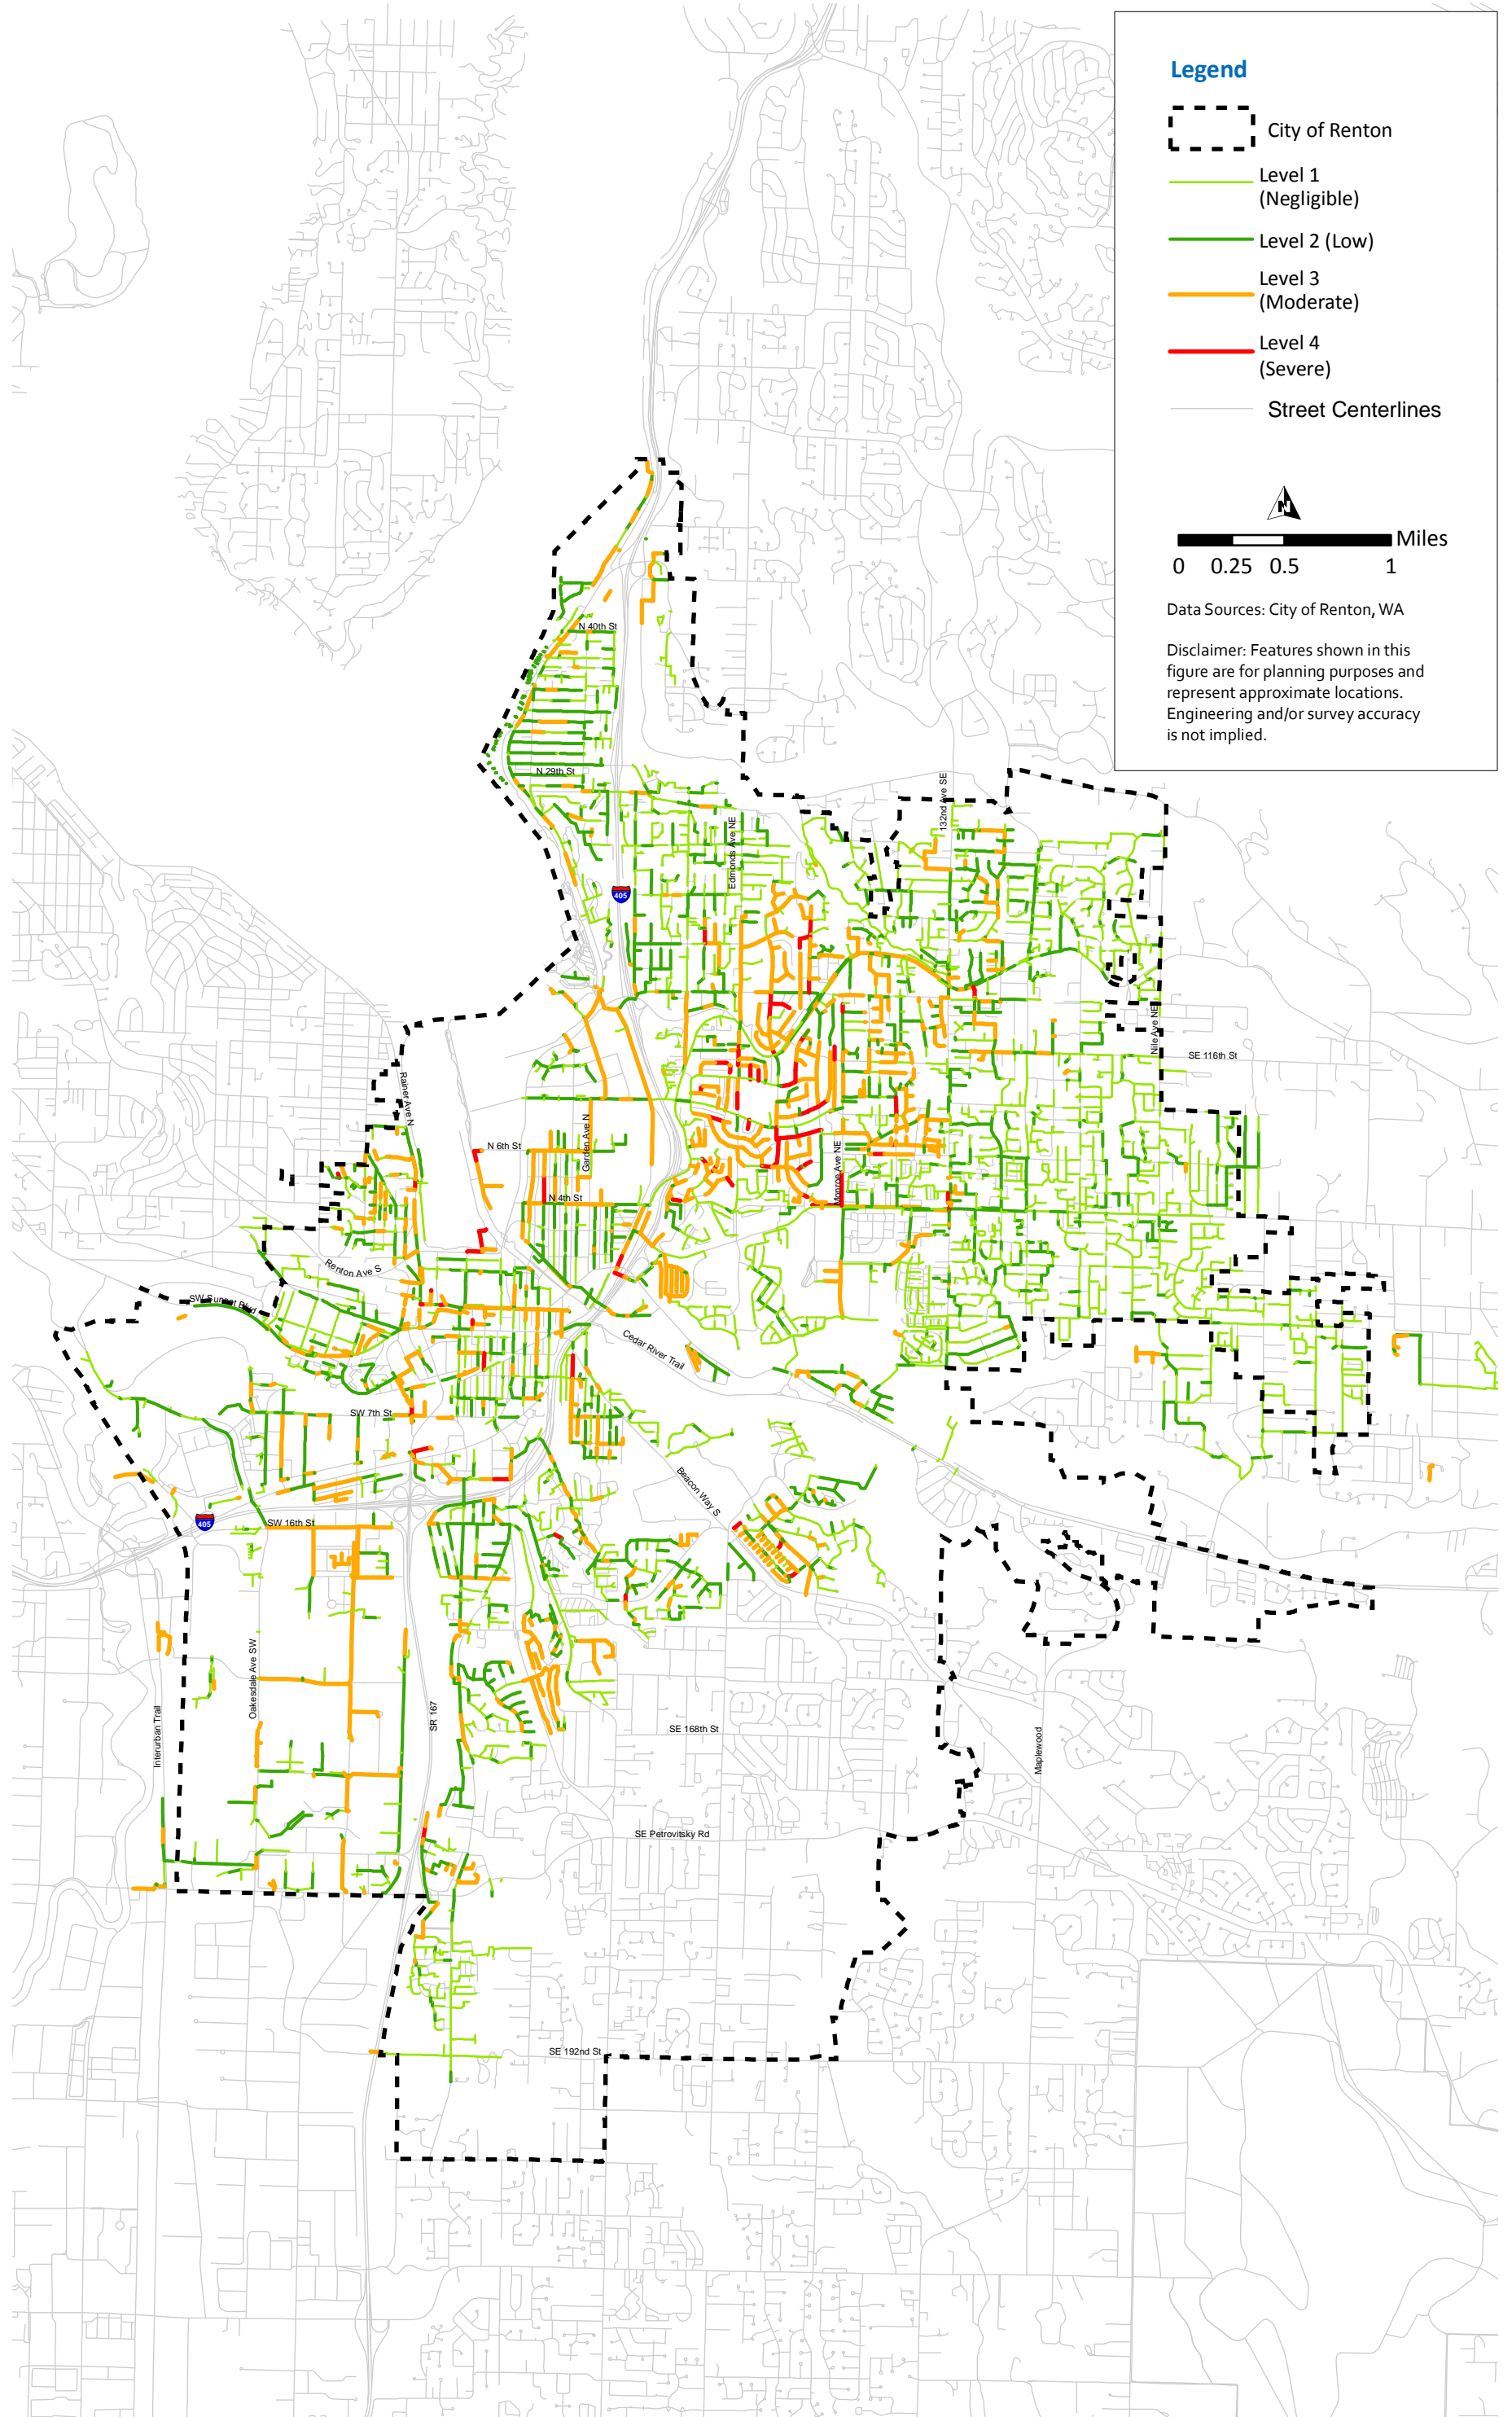 Legend
City of Renton
Level 1
(Negligible)
Level 2 (Low)
Level 3
(Moderate)
Level 4
(Severe)
Street Centerlines
N
Miles
0 0.25 0.5 1
Data Sources: City of Renton, WA
Disclaimer: Features shown in this
figure are for planning purposes and
represent approximate locations.
Engineering and/or survey accuracy
is not implied.
N 40th St
N 29th St
132nd Ave SE
Edmonds Ave NE
405
Nile Ave NE
SE 116th St
Rainer Ave N
Garden Ave N
N 6th St
Monroe Ave NE
N 4th St
Renton Ave S
SW Sunset Blvd
Cedar River Trail
SW 7th St
Beacon Way S
405
SW 16th St
Oakesdale Ave SW
Interurban Trail
SR 167
SE 168th St
Maplewood
SE Petrovitsky Rd
SE 192nd St